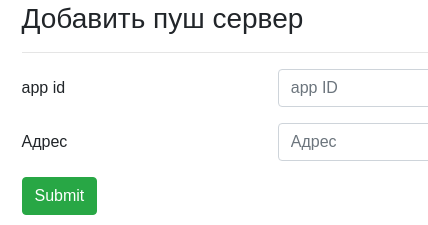 Добавить пуш сервер
app id
app ID
Адрес
Адрес
Submit